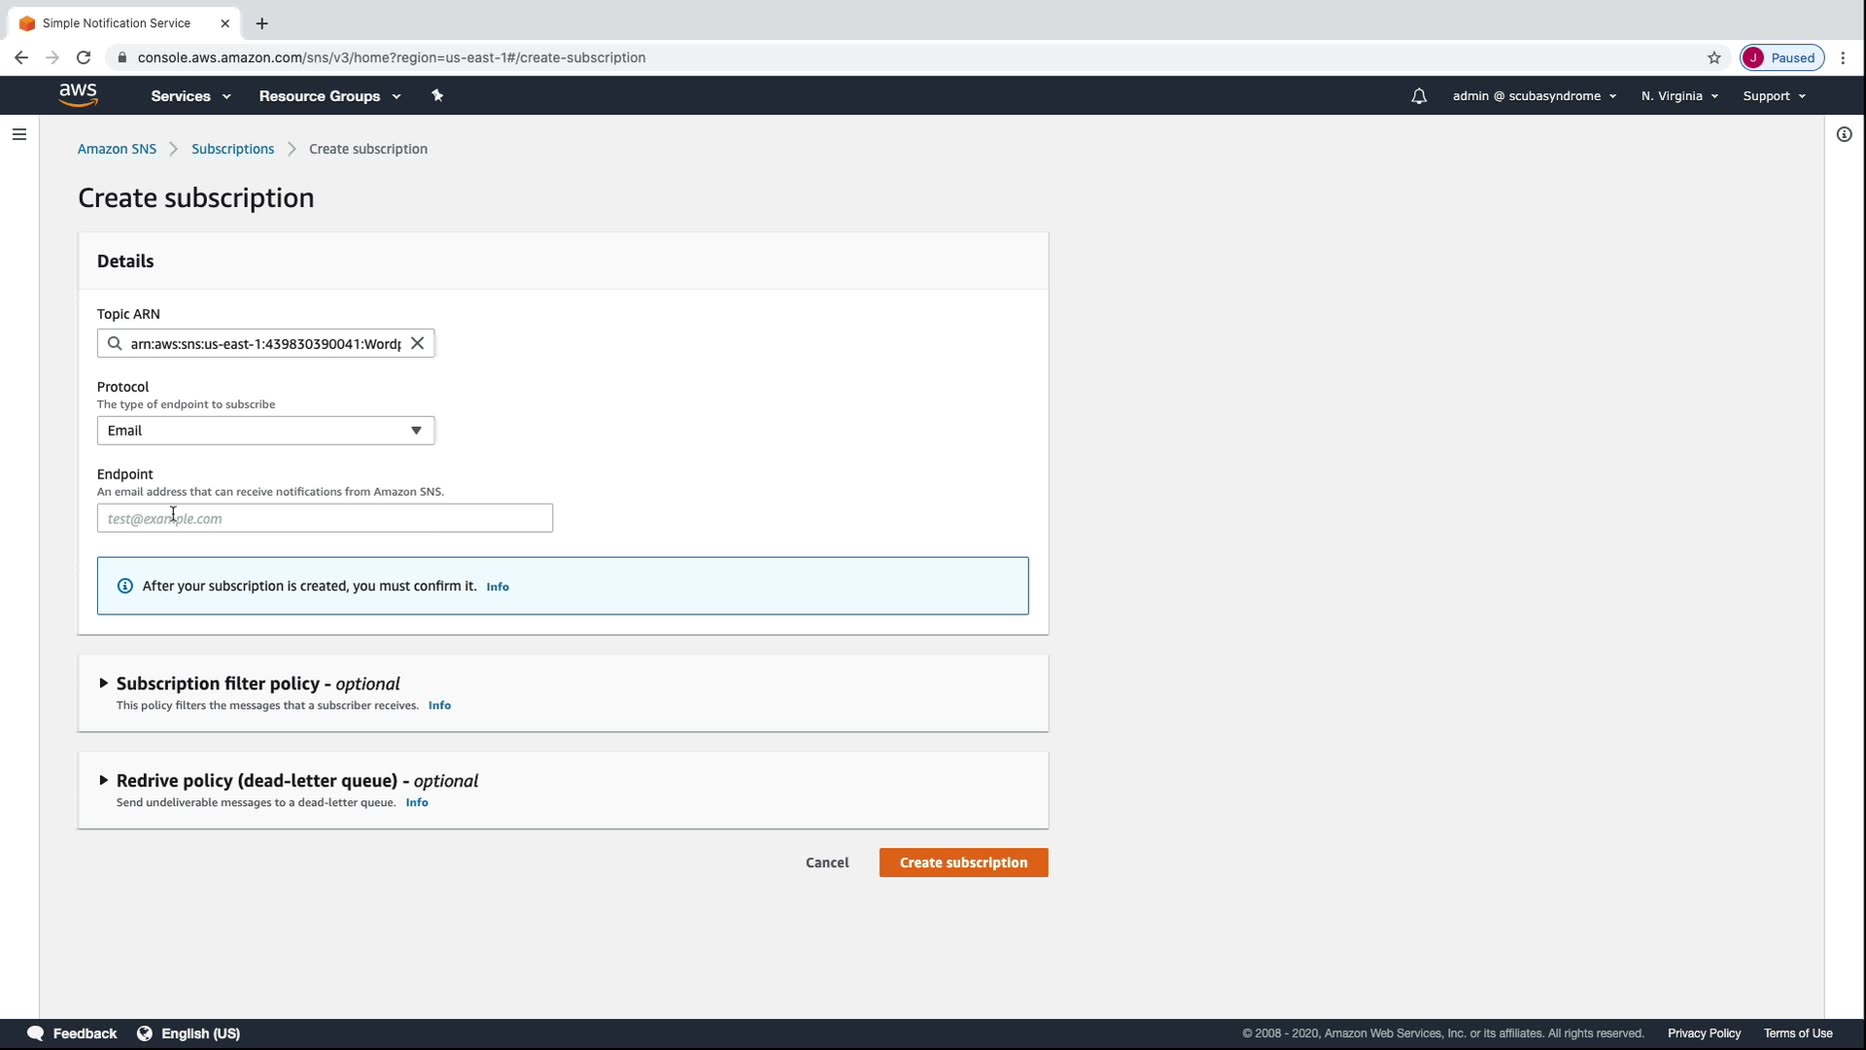 Simple Notification Service
console.aws.amazon.com/sns/v3/home?region=us-east-1#/create-subscription
J Paused
aws Services Resource Groups admin @ scubasyndrome N. Virginia Support
Amazon SNS Subscriptions Create subscription
Create subscription
Details
Topic ARN
arn:aws:sns:us-east-1:439830390041:Wordp
Protocol
The type of endpoint to subscribe
Email
Endpoint
An email address that can receive notifications from Amazon SNS.
test@example.com
After your subscription is created, you must confirm it. Info
Subscription filter policy - optional
This policy filters the messages that a subscriber receives. Info
Redrive policy (dead-letter queue) - optional
Send undeliverable messages to a dead-letter queue. Info
Cancel Create subscription
Feedback English (US) © 2008 - 2020, Amazon Web Services, Inc. or its affiliates. All rights reserved. Privacy Policy Terms of Use